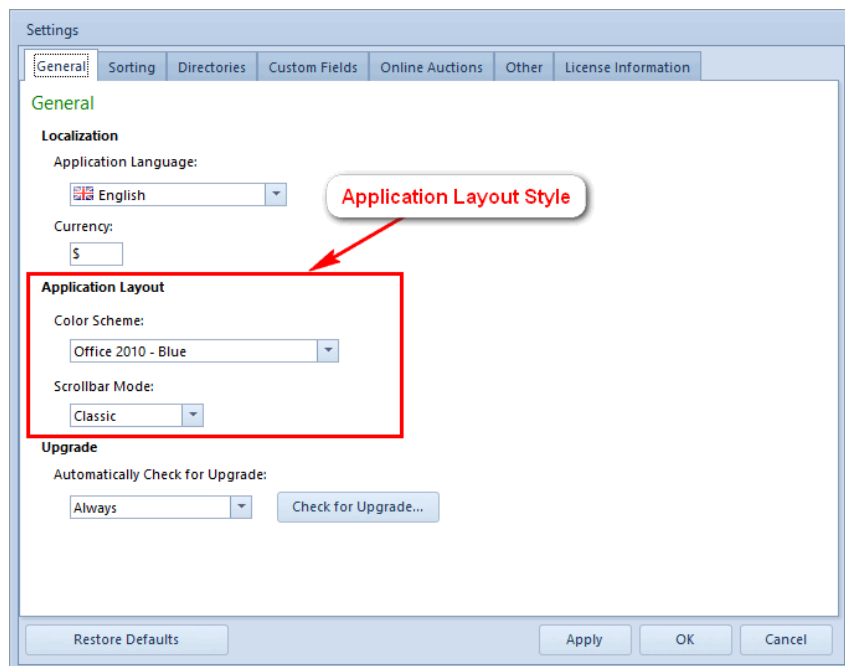 Settings
General Sorting Directories Custom Fields Online Auctions Other License Information
General
Localization
Application Language:
English
Application Layout Style
Currency:
$
Application Layout
Color Scheme:
Office 2010 - Blue
Scrollbar Mode:
Classic
Upgrade
Automatically Check for Upgrade:
Always Check for Upgrade...
Restore Defaults Apply OK Cancel